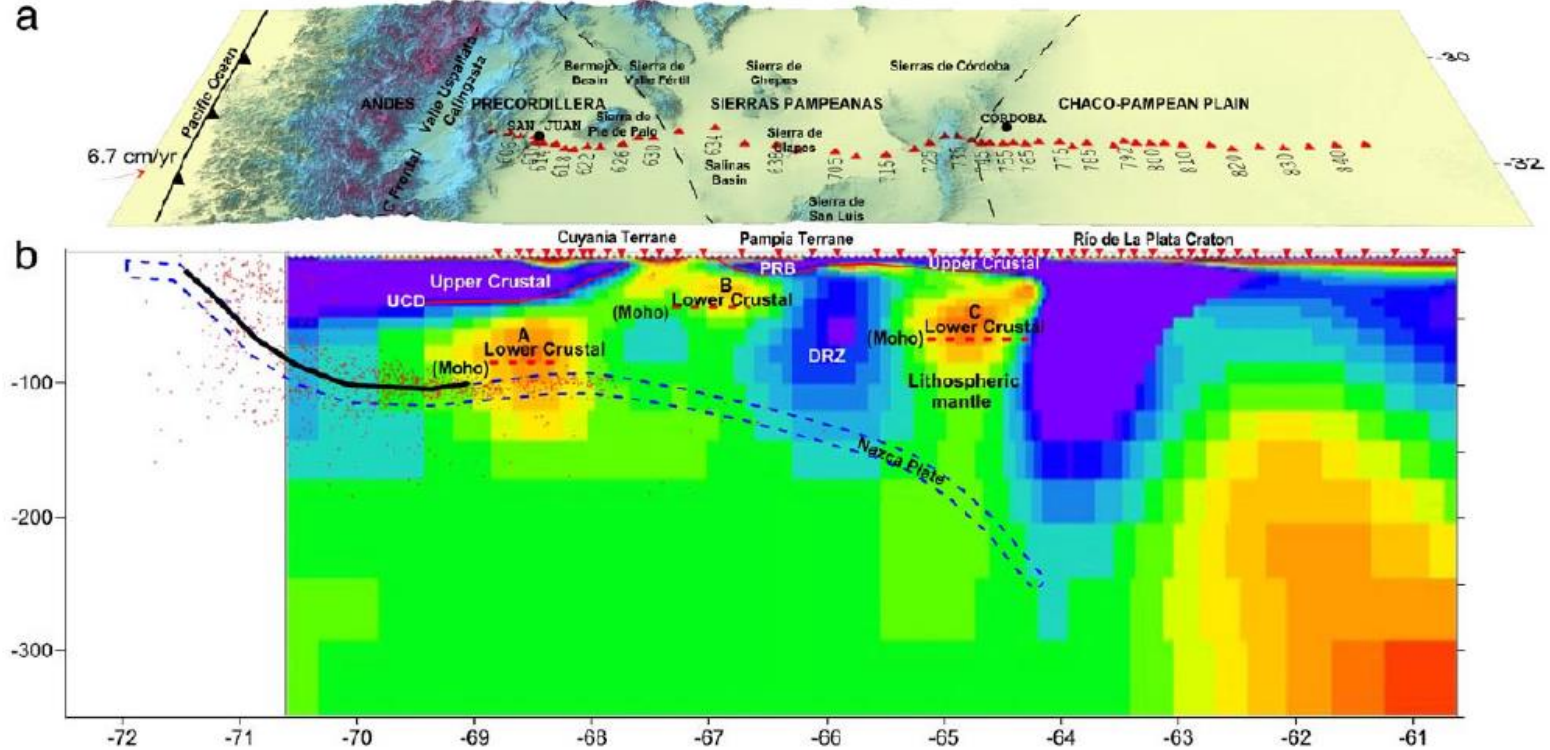 a
Pacific Ocean
6.7 cm/yr
ANDES
C Frontal
Valle Uspallata
Calingasta
PRECORDILLERA
Bermejo
Basin
Sierra de
Valle Fértil
SAN JUAN
Sierra de
Pie de Palo
SIERRAS PAMPEANAS
Sierra de
Chepes
Salinas
Basin
Sierra de
San Luis
Sierras de Córdoba
CÓRDOBA
CHACO-PAMPEAN PLAIN
-30
-32
618
622
626
630
634
705
715
725
755
765
775
785
792
800
810
820
830
840
b
Cuyania Terrane
Pampia Terrane
Río de La Plata Craton
Upper Crustal
UCD
PRB
Upper Crustal
A
Lower Crustal
(Moho)
B
Lower Crustal
(Moho)
C
Lower Crustal
(Moho)
DRZ
Lithospheric
mantle
Nazca Plate
-100
-200
-300
-72
-71
-70
-69
-68
-67
-66
-65
-64
-63
-62
-61